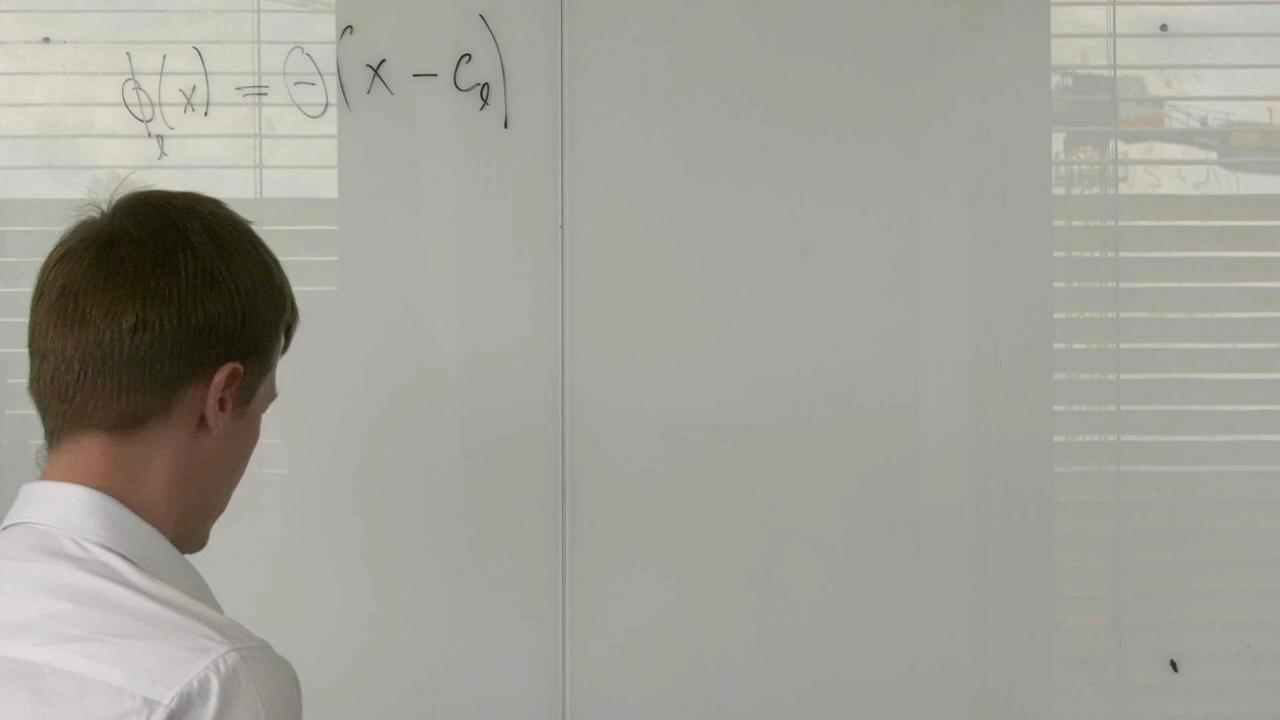 ϕ_ℓ(x) = Θ(x − c_ℓ)